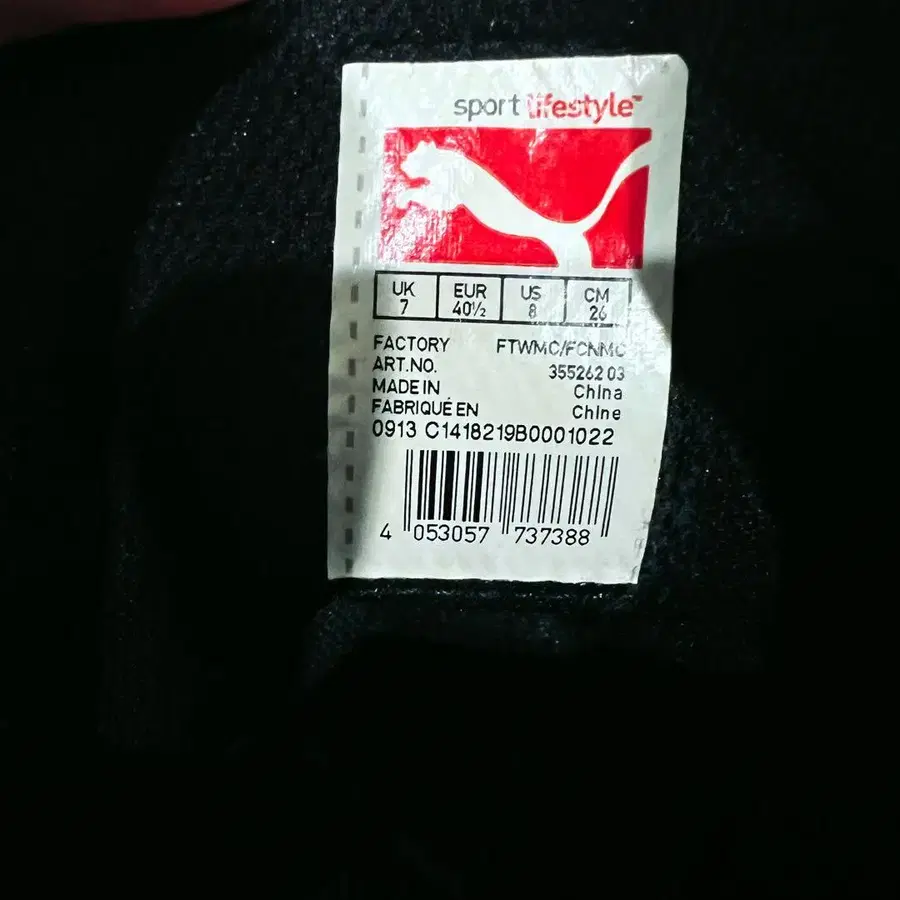 sport lifestyle™
UK EUR US CM
7 40½ 8 26
FACTORY FTWMC/FCNMC
ART.NO. 355262 03
MADE IN China
FABRIQUÉ EN Chine
0913 C1418219B0001022
4 053057 737388